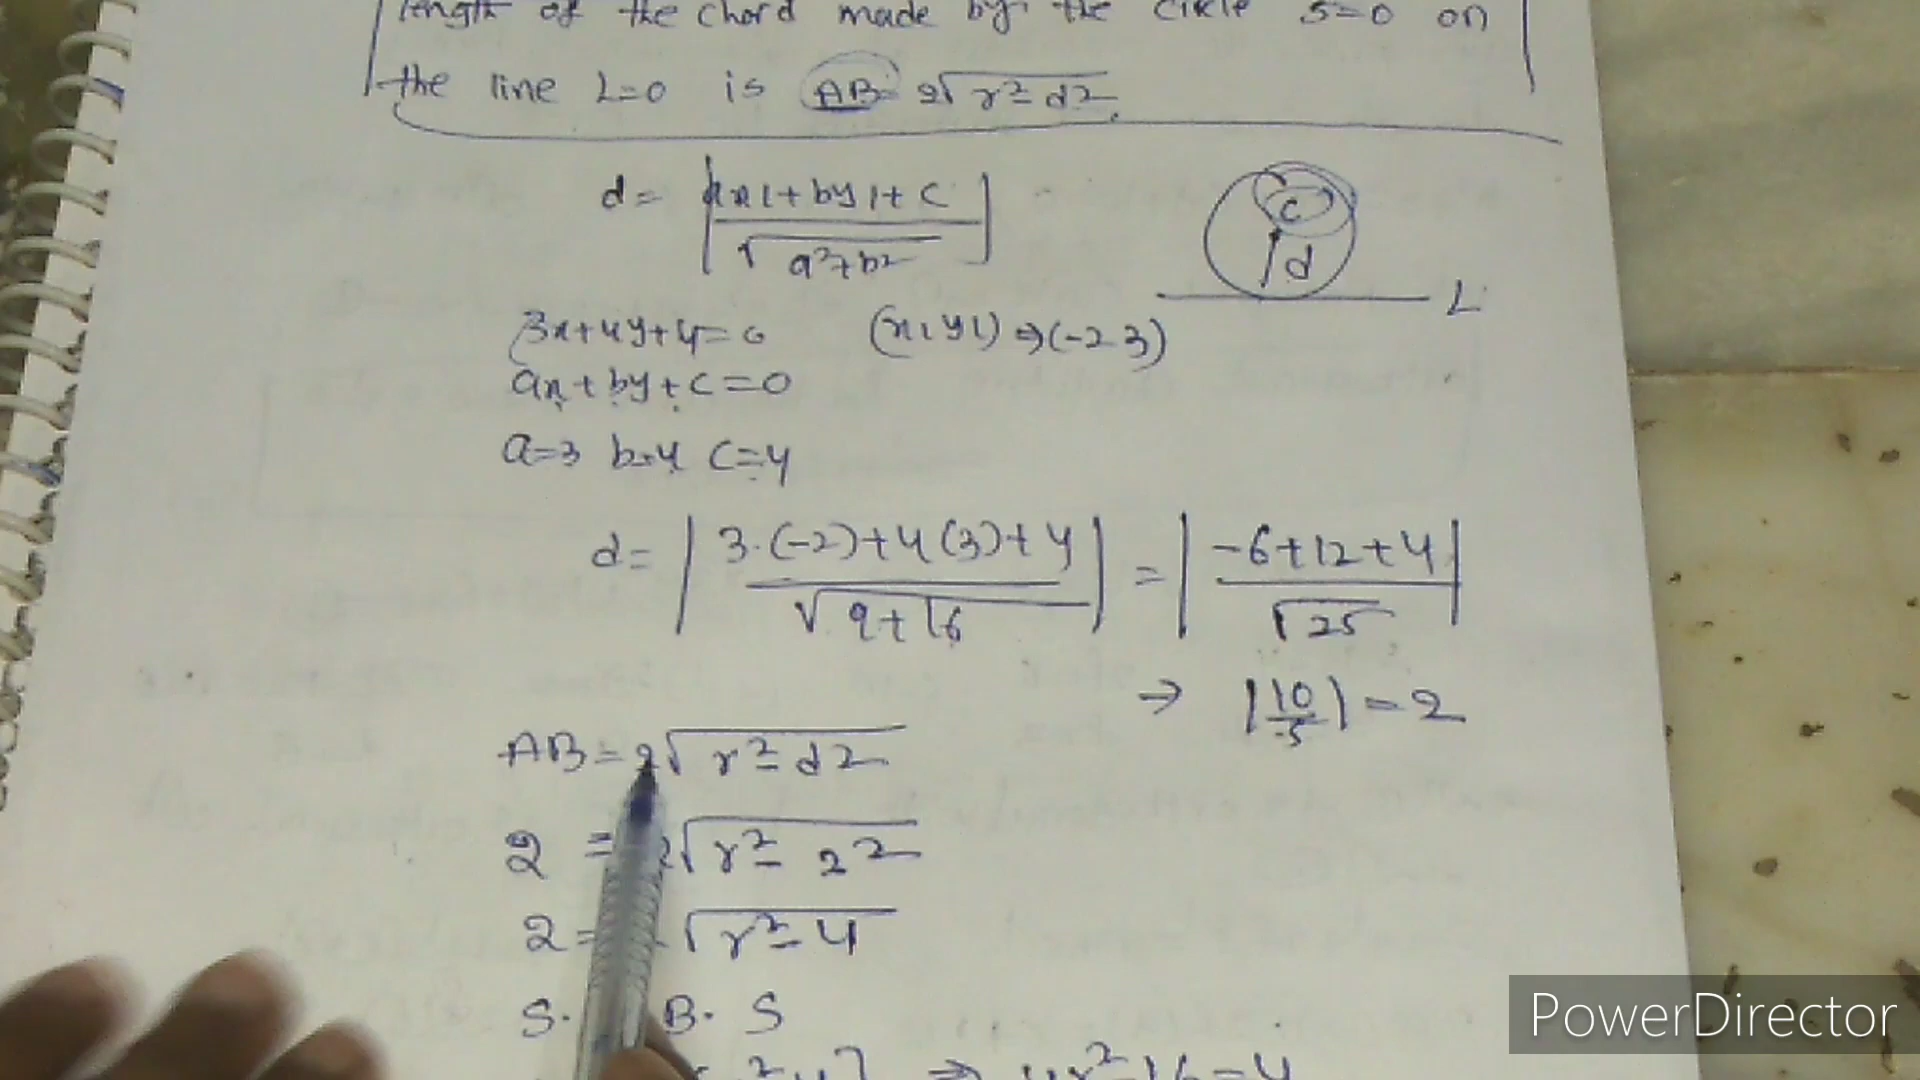 length of the chord made by the circle S=0 on
the line L=0 is AB=2√r²-d².
d= |ax1+by1+c / √a²+b²|
C
d
L
3x+4y+4=0 (x1 y1)⇒(-2 3)
ax+by+c=0
a=3 b=4 c=4
d= |3.(-2)+4(3)+4 / √9+16| = |-6+12+4 / √25|
⇒ |10/5|=2
AB=2√r²-d²
2 = 2√r²-2²
2= √r²-4
S. B. S
⇒ 4r²-16=4
PowerDirector